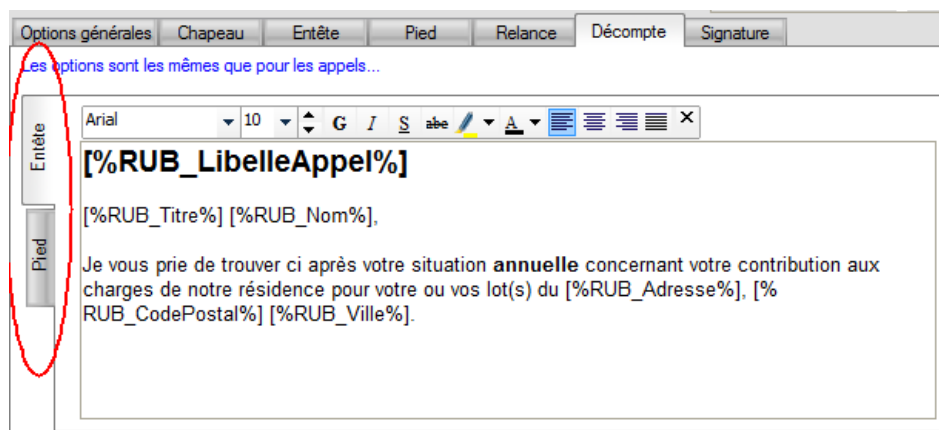 Options générales Chapeau Entête Pied Relance Décompte Signature
Les options sont les mêmes que pour les appels...
Entête
Pied
Arial 10 G I S abe A
[%RUB_LibelleAppel%]
[%RUB_Titre%] [%RUB_Nom%],
Je vous prie de trouver ci après votre situation annuelle concernant votre contribution aux
charges de notre résidence pour votre ou vos lot(s) du [%RUB_Adresse%], [%
RUB_CodePostal%] [%RUB_Ville%].